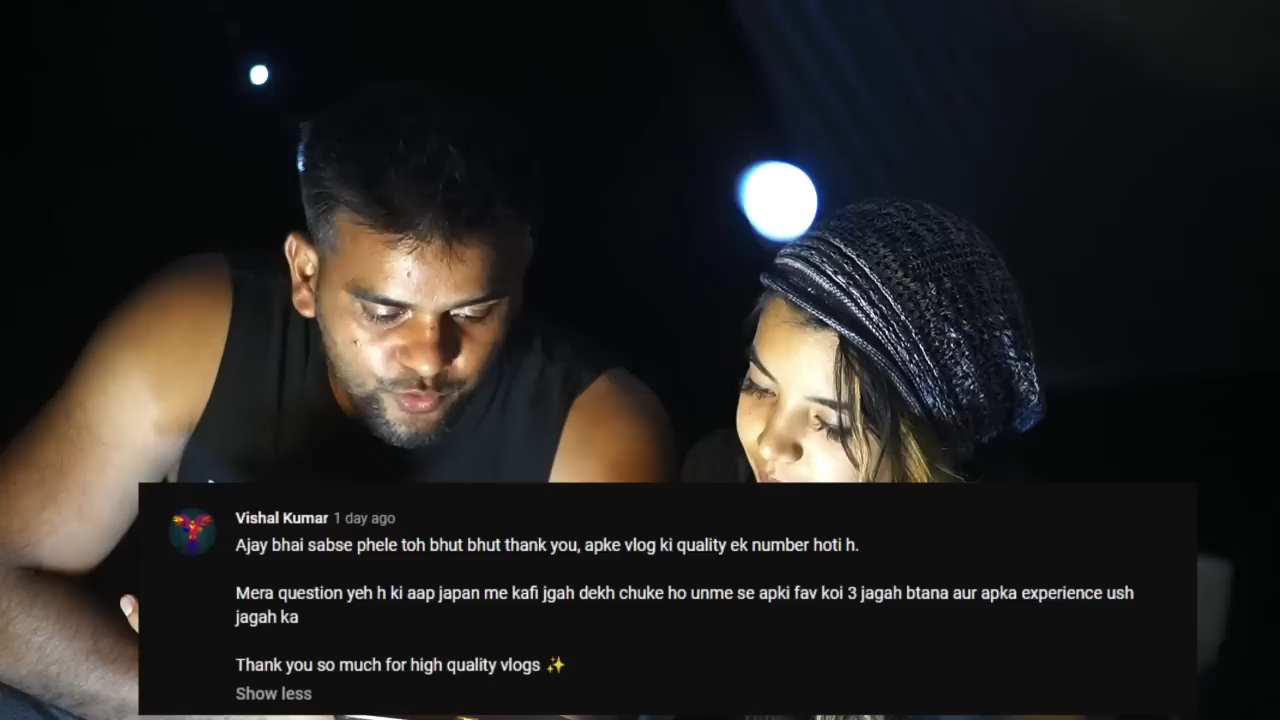 Vishal Kumar 1 day ago
Ajay bhai sabse phele toh bhut bhut thank you, apke vlog ki quality ek number hoti h.
Mera question yeh h ki aap japan me kafi jgah dekh chuke ho unme se apki fav koi 3 jagah btana aur apka experience ush
jagah ka
Thank you so much for high quality vlogs ✨
Show less